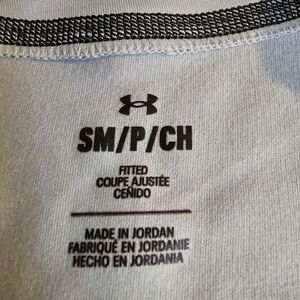 SM/P/CH
FITTED
COUPE AJUSTÉE
CEÑIDO
MADE IN JORDAN
FABRIQUÉ EN JORDANIE
HECHO EN JORDANIA